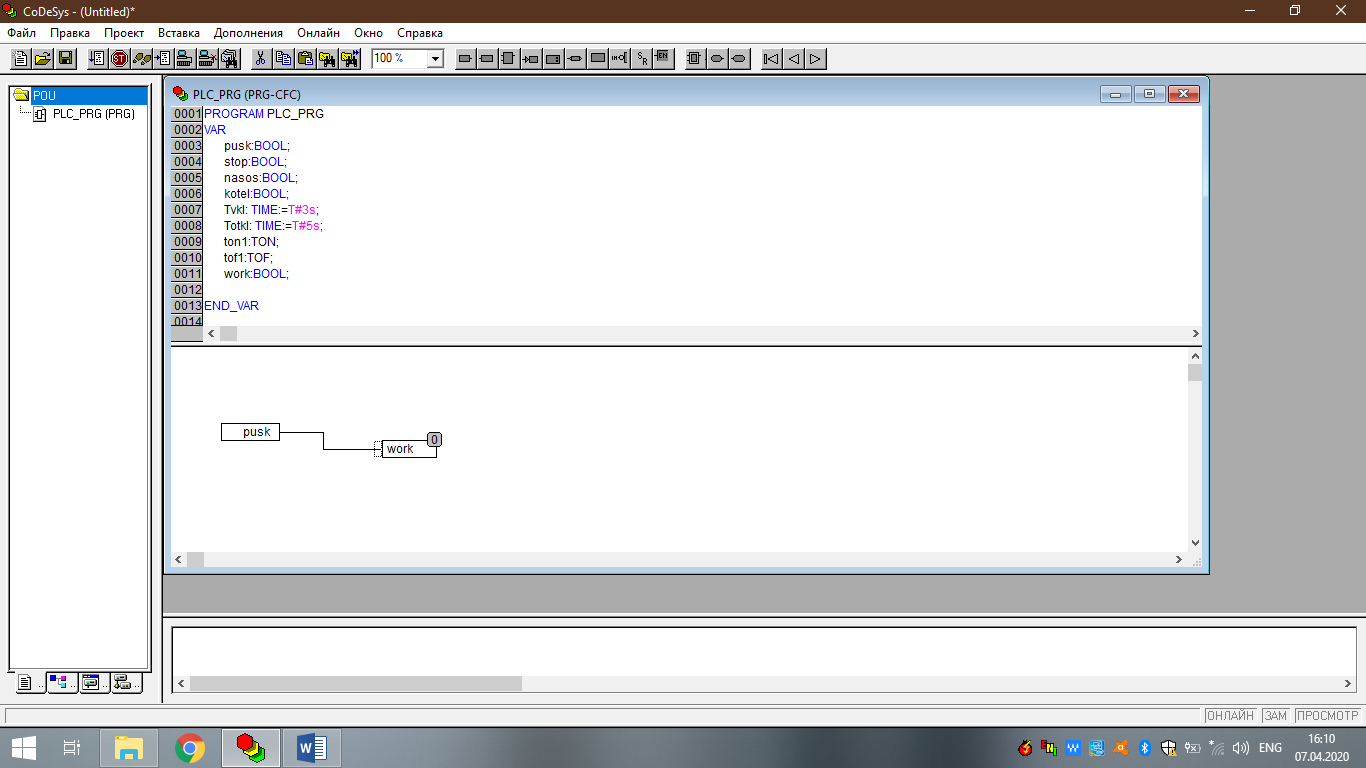 CoDeSys - (Untitled)*
Файл Правка Проект Вставка Дополнения Онлайн Окно Справка
100 %
POU
PLC_PRG (PRG)
PLC_PRG (PRG-CFC)
0001 PROGRAM PLC_PRG
0002 VAR
0003 pusk:BOOL;
0004 stop:BOOL;
0005 nasos:BOOL;
0006 kotel:BOOL;
0007 Tvkl: TIME:=T#3s;
0008 Totkl: TIME:=T#5s;
0009 ton1:TON;
0010 tof1:TOF;
0011 work:BOOL;
0012
0013 END_VAR
0014
pusk
0
work
ОНЛАЙН ЗАМ ПРОСМОТР
ENG
16:10
07.04.2020